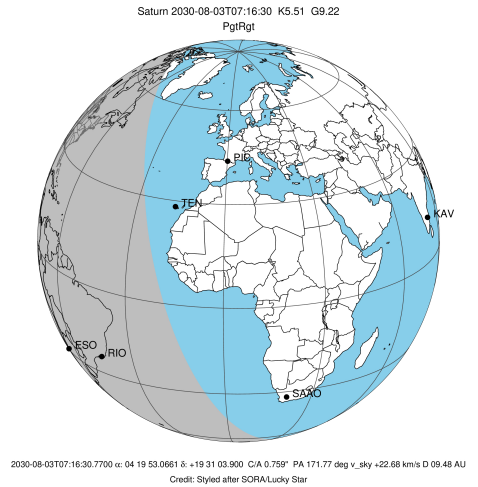 Saturn 2030-08-03T07:16:30 K5.51 G9.22
PgtRgt
PIC
TEN
KAV
ESO
RIO
SAAO
2030-08-03T07:16:30.7700 α: 04 19 53.0661 δ: +19 31 03.900 C/A 0.759" PA 171.77 deg v_sky +22.68 km/s D 09.48 AU
Credit: Styled after SORA/Lucky Star